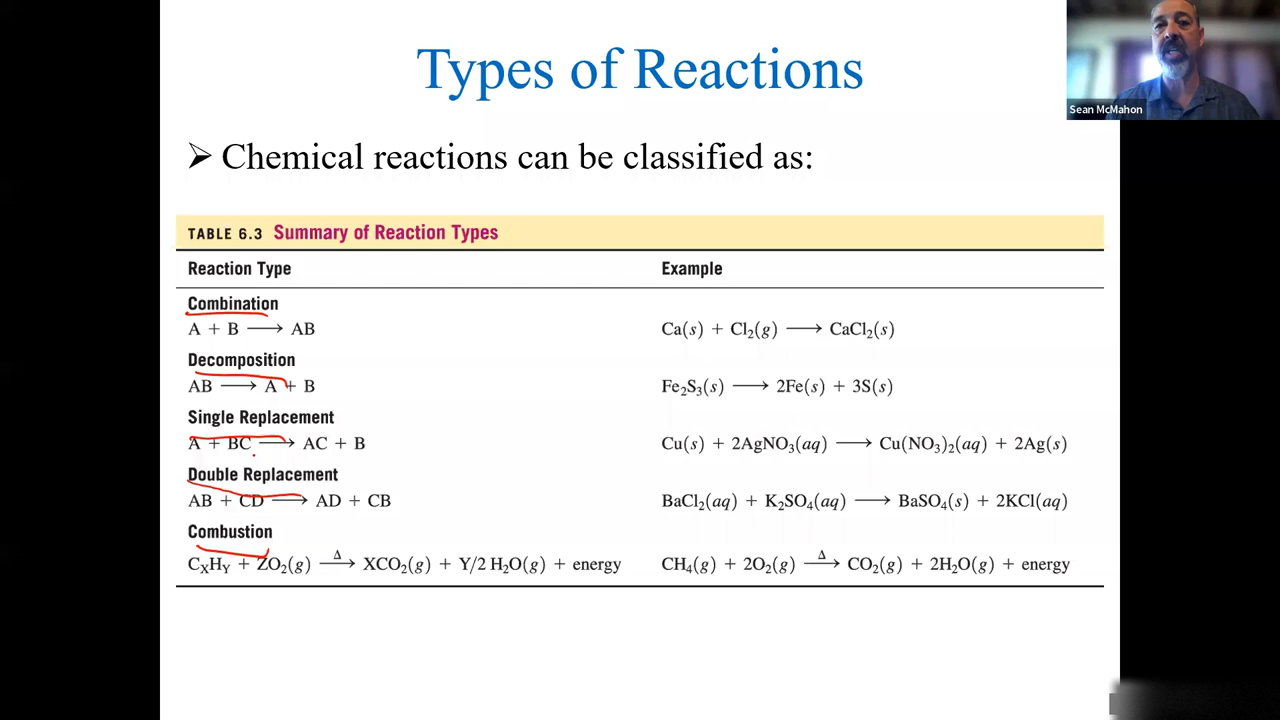 Types of Reactions
Sean McMahon
➢ Chemical reactions can be classified as:
TABLE 6.3 Summary of Reaction Types
Reaction Type Example
Combination
A + B ⟶ AB Ca(s) + Cl₂(g) ⟶ CaCl₂(s)
Decomposition
AB ⟶ A + B Fe₂S₃(s) ⟶ 2Fe(s) + 3S(s)
Single Replacement
A + BC ⟶ AC + B Cu(s) + 2AgNO₃(aq) ⟶ Cu(NO₃)₂(aq) + 2Ag(s)
Double Replacement
AB + CD ⟶ AD + CB BaCl₂(aq) + K₂SO₄(aq) ⟶ BaSO₄(s) + 2KCl(aq)
Combustion
CXHY + ZO₂(g) Δ⟶ XCO₂(g) + Y/2 H₂O(g) + energy CH₄(g) + 2O₂(g) Δ⟶ CO₂(g) + 2H₂O(g) + energy